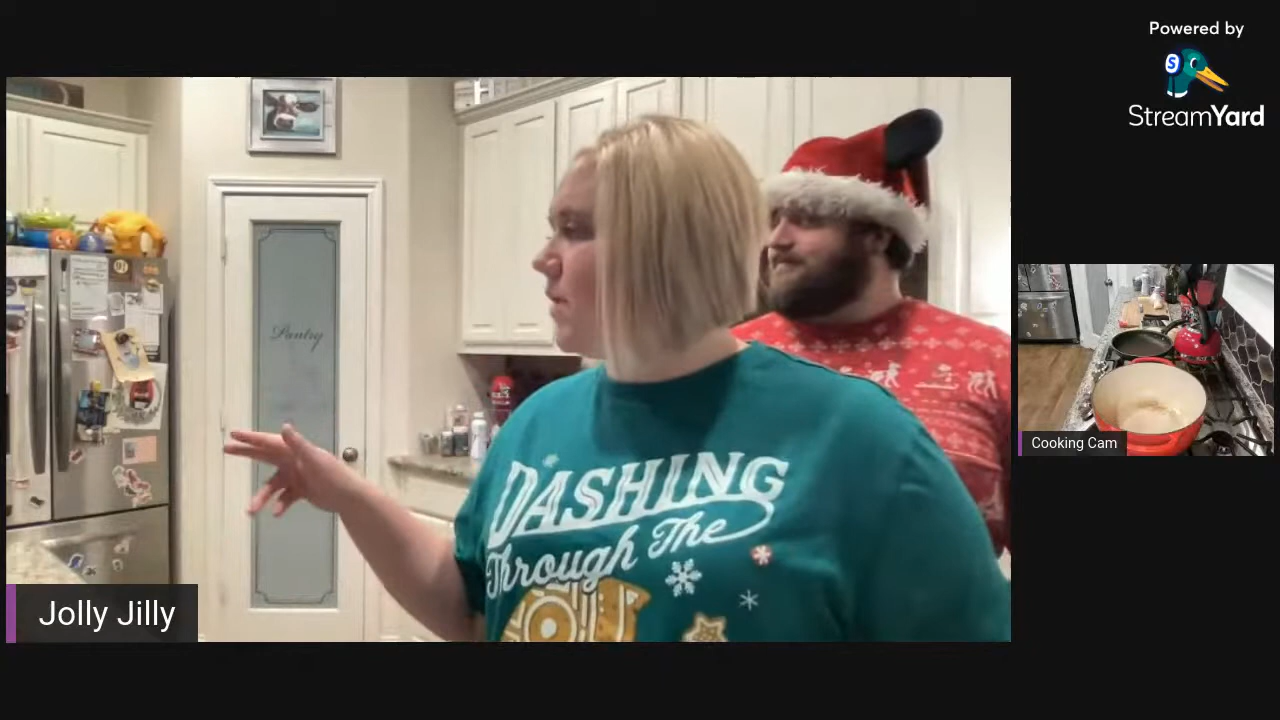 Powered by
StreamYard
Pantry
DASHING
Through The
Cooking Cam
Jolly Jilly